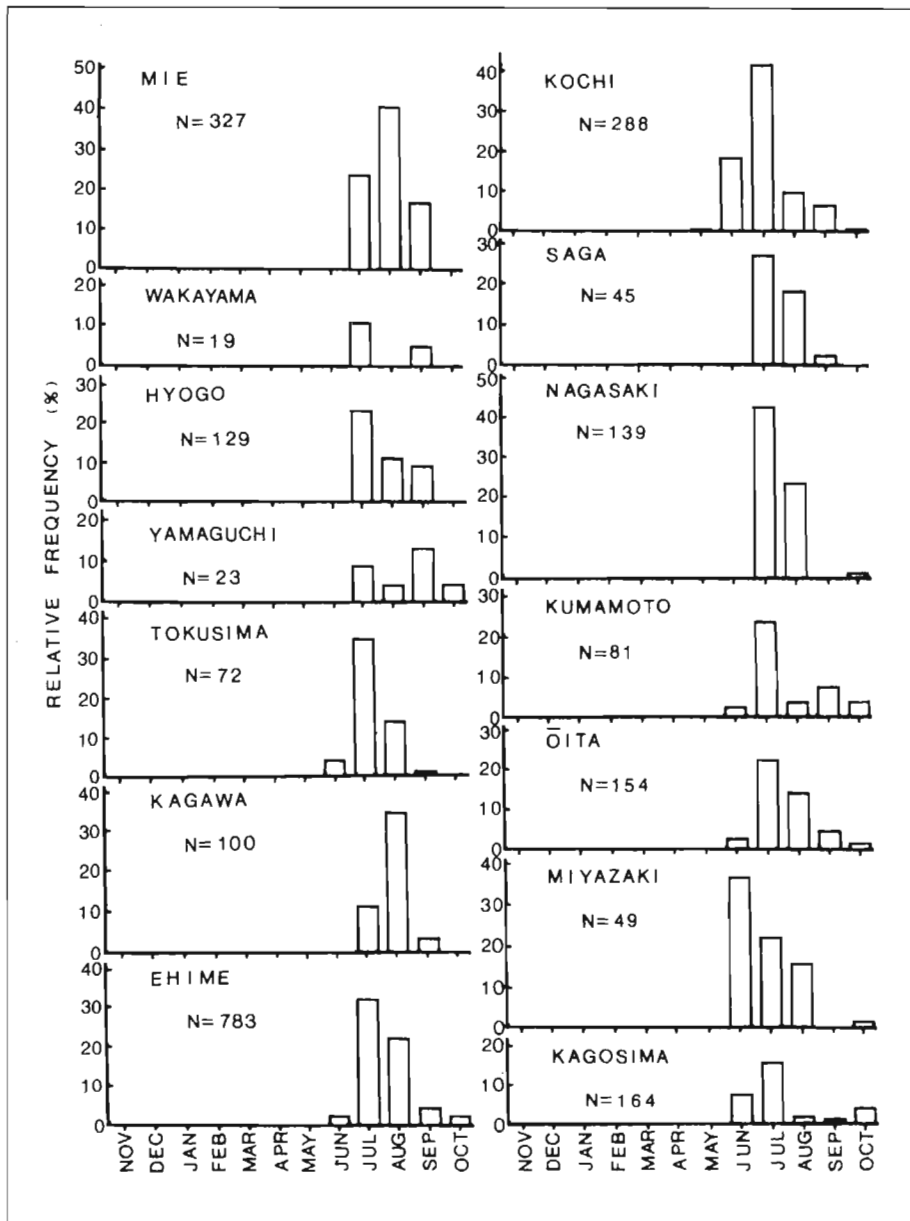 RELATIVE FREQUENCY (%)
MIE
N=327
50
40
30
20
10
0
WAKAYAMA
N=19
20
1.0
0
HYOGO
N=129
30
20
10
0
YAMAGUCHI
N=23
20
10
0
TOKUSIMA
N=72
40
30
20
10
0
KAGAWA
N=100
40
30
20
10
0
EHIME
N=783
40
30
20
10
0
NOV DEC JAN FEB MAR APR MAY JUN JUL AUG SEP OCT
KOCHI
N=288
40
30
20
10
0
SAGA
N=45
30
20
10
0
NAGASAKI
N=139
50
40
30
20
10
0
KUMAMOTO
N=81
30
20
10
0
ŌITA
N=154
30
20
10
0
MIYAZAKI
N=49
40
30
20
10
0
KAGOSIMA
N=164
20
10
0
NOV DEC JAN FEB MAR APR MAY JUN JUL AUG SEP OCT